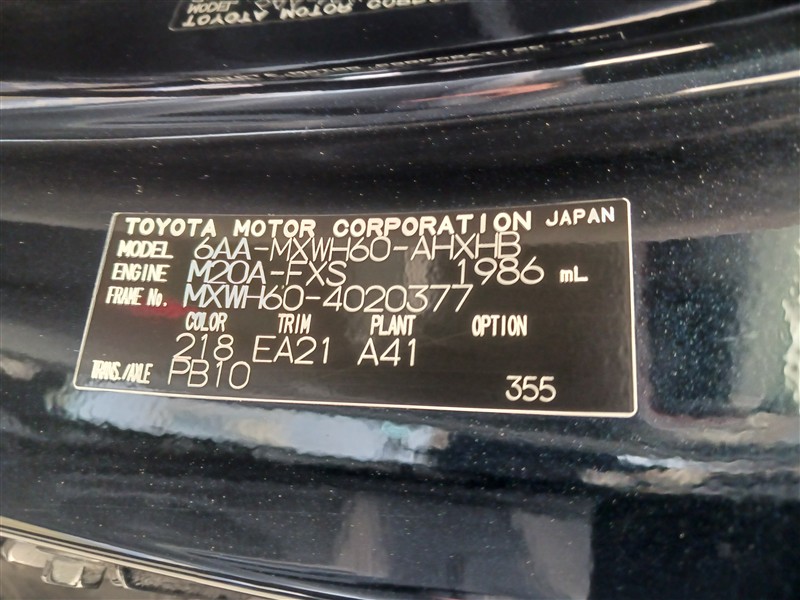 TOYOTA MOTOR CORPORATION JAPAN
MODEL 6AA-MXWH60-AHXHB
ENGINE M20A-FXS 1986 mL
FRAME No. MXWH60-4020377
COLOR TRIM PLANT OPTION
218 EA21 A41
TRANS./AXLE PB10
355